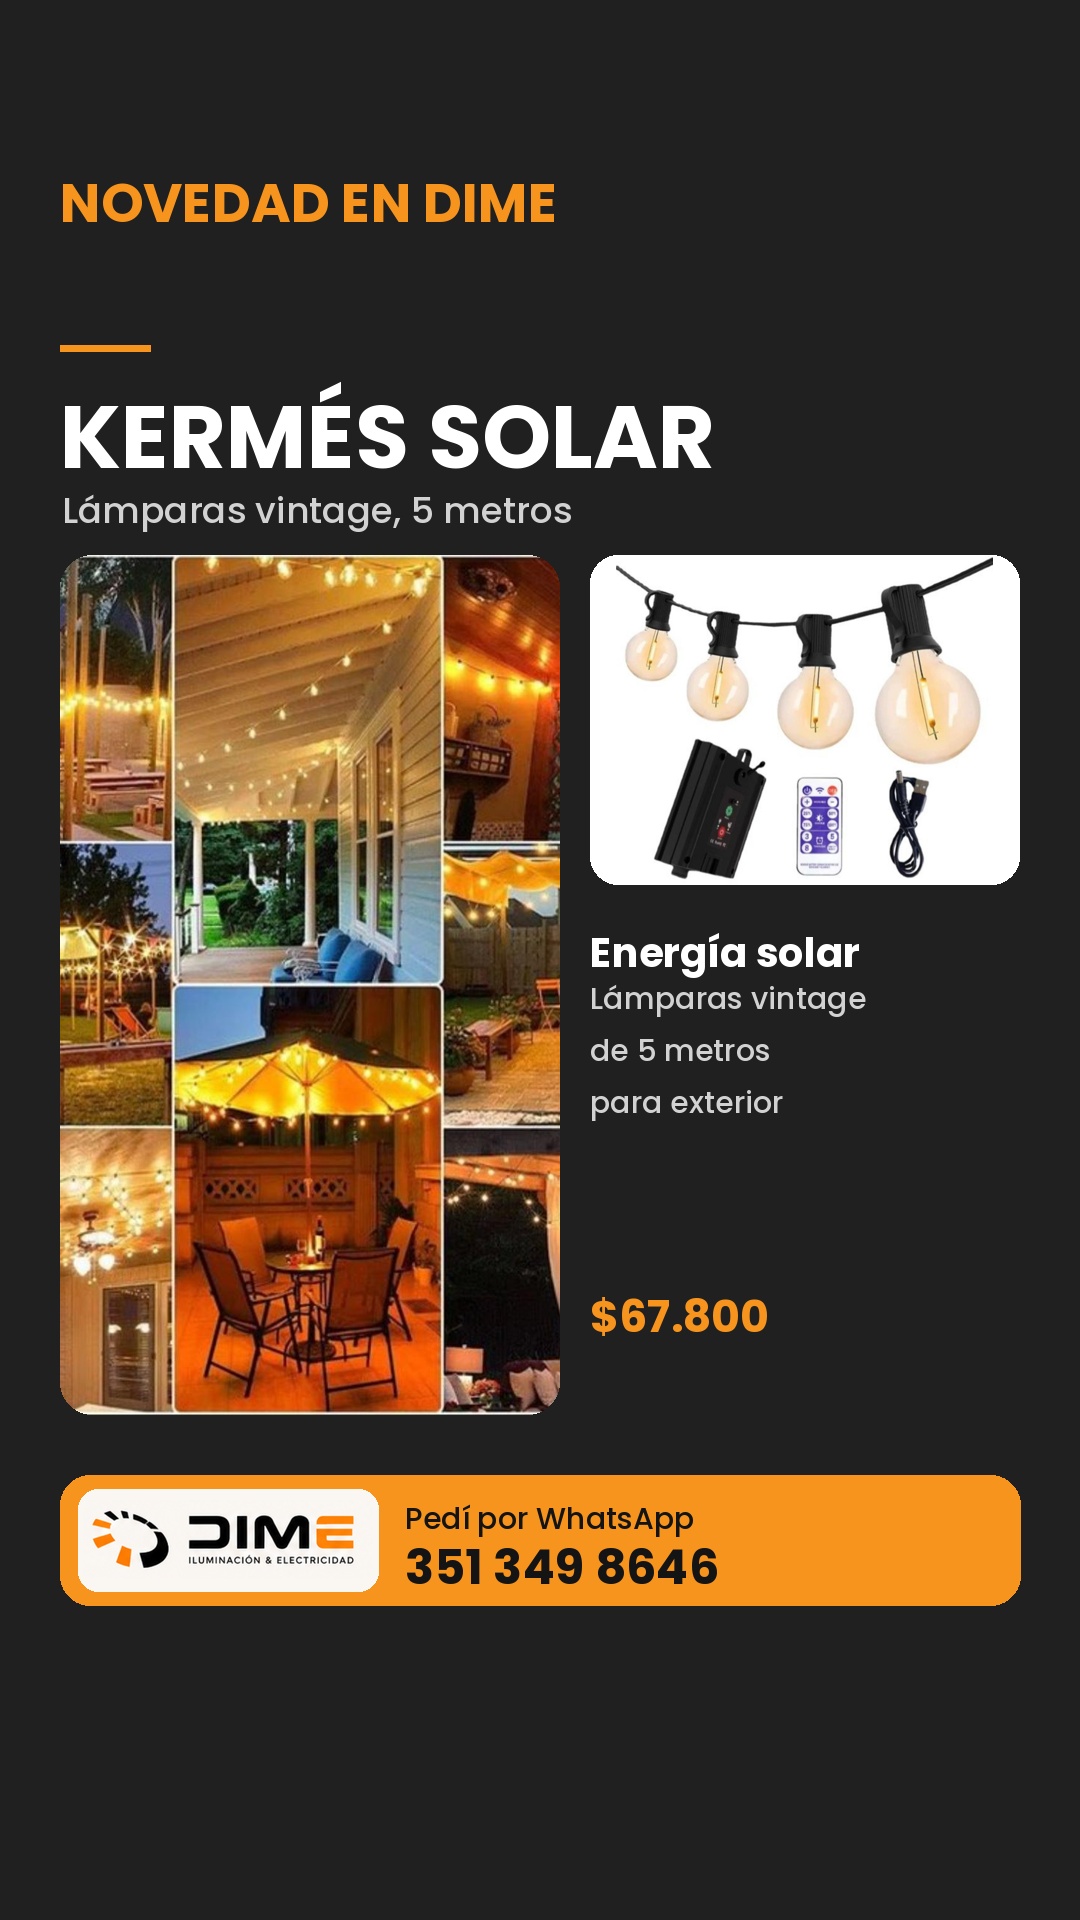 NOVEDAD EN DIME
KERMÉS SOLAR
Lámparas vintage, 5 metros
Energía solar
Lámparas vintage
de 5 metros
para exterior
$67.800
DIME
ILUMINACIÓN & ELECTRICIDAD
Pedí por WhatsApp
351 349 8646